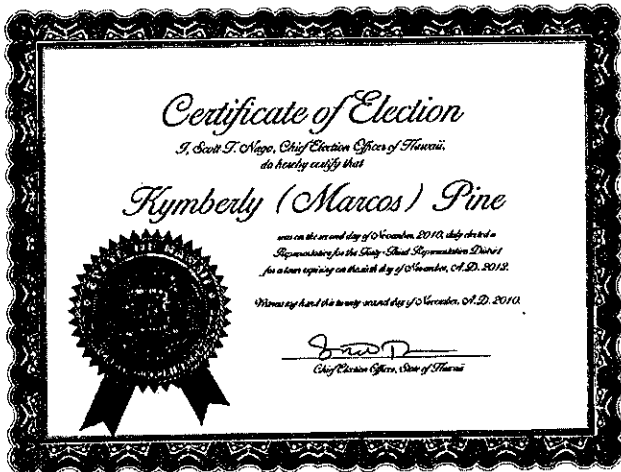 Certificate of Election
I, Scott T. Nago, Chief Election Officer of Hawaii,
do hereby certify that
Kymberly (Marcos) Pine
was on the second day of November, 2010, duly elected a
Representative for the Forty-Third Representative District
for a term expiring on the sixth day of November, A.D. 2012.
Witness my hand this twenty-second day of November, A.D. 2010.
Chief Election Officer, State of Hawaii